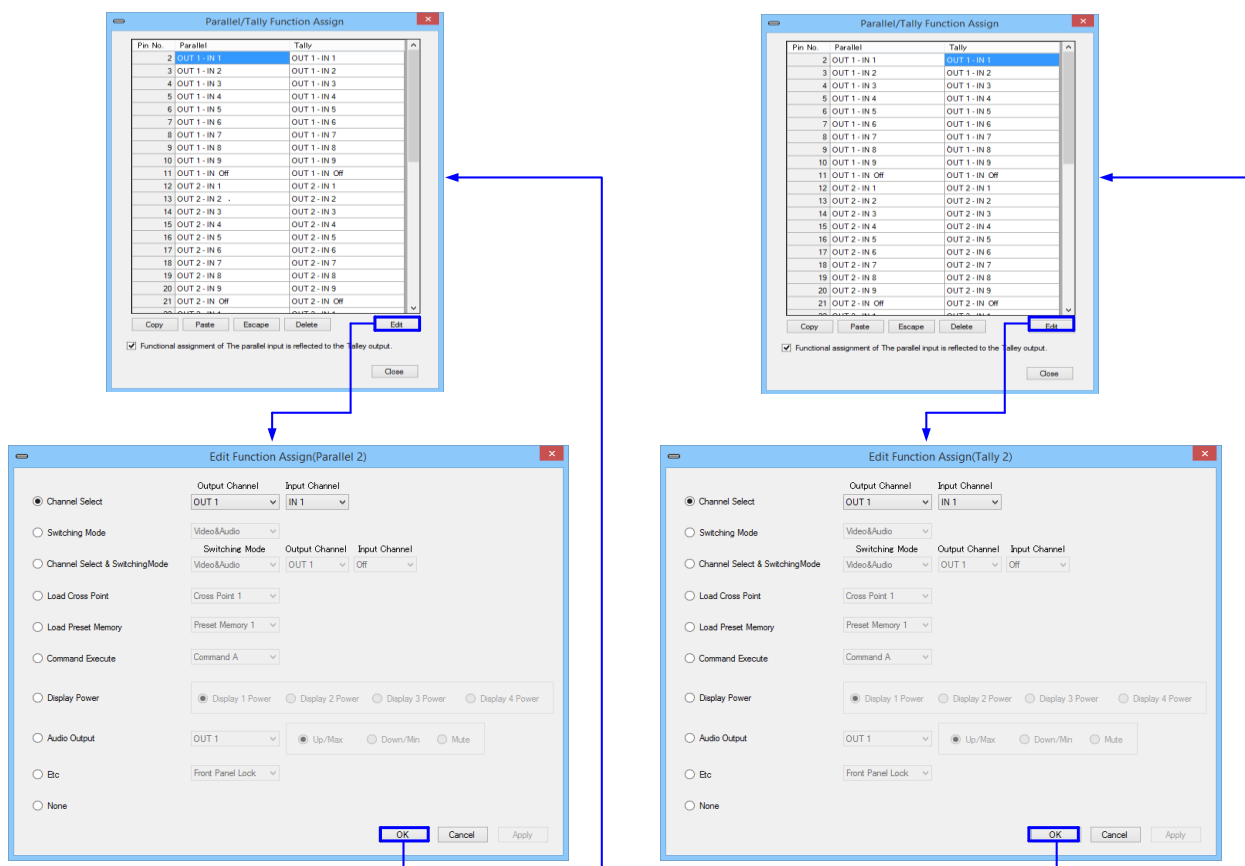 Parallel/Tally Function Assign
Pin No. Parallel Tally
2 OUT 1 - IN 1 OUT 1 - IN 1
3 OUT 1 - IN 2 OUT 1 - IN 2
4 OUT 1 - IN 3 OUT 1 - IN 3
5 OUT 1 - IN 4 OUT 1 - IN 4
6 OUT 1 - IN 5 OUT 1 - IN 5
7 OUT 1 - IN 6 OUT 1 - IN 6
8 OUT 1 - IN 7 OUT 1 - IN 7
9 OUT 1 - IN 8 OUT 1 - IN 8
10 OUT 1 - IN 9 OUT 1 - IN 9
11 OUT 1 - IN Off OUT 1 - IN Off
12 OUT 2 - IN 1 OUT 2 - IN 1
13 OUT 2 - IN 2 OUT 2 - IN 2
14 OUT 2 - IN 3 OUT 2 - IN 3
15 OUT 2 - IN 4 OUT 2 - IN 4
16 OUT 2 - IN 5 OUT 2 - IN 5
17 OUT 2 - IN 6 OUT 2 - IN 6
18 OUT 2 - IN 7 OUT 2 - IN 7
19 OUT 2 - IN 8 OUT 2 - IN 8
20 OUT 2 - IN 9 OUT 2 - IN 9
21 OUT 2 - IN Off OUT 2 - IN Off
Copy Paste Escape Delete Edit
Functional assignment of The parallel input is reflected to the Talley output.
Close
Parallel/Tally Function Assign
Pin No. Parallel Tally
2 OUT 1 - IN 1 OUT 1 - IN 1
3 OUT 1 - IN 2 OUT 1 - IN 2
4 OUT 1 - IN 3 OUT 1 - IN 3
5 OUT 1 - IN 4 OUT 1 - IN 4
6 OUT 1 - IN 5 OUT 1 - IN 5
7 OUT 1 - IN 6 OUT 1 - IN 6
8 OUT 1 - IN 7 OUT 1 - IN 7
9 OUT 1 - IN 8 OUT 1 - IN 8
10 OUT 1 - IN 9 OUT 1 - IN 9
11 OUT 1 - IN Off OUT 1 - IN Off
12 OUT 2 - IN 1 OUT 2 - IN 1
13 OUT 2 - IN 2 OUT 2 - IN 2
14 OUT 2 - IN 3 OUT 2 - IN 3
15 OUT 2 - IN 4 OUT 2 - IN 4
16 OUT 2 - IN 5 OUT 2 - IN 5
17 OUT 2 - IN 6 OUT 2 - IN 6
18 OUT 2 - IN 7 OUT 2 - IN 7
19 OUT 2 - IN 8 OUT 2 - IN 8
20 OUT 2 - IN 9 OUT 2 - IN 9
21 OUT 2 - IN Off OUT 2 - IN Off
Copy Paste Escape Delete Edit
Functional assignment of The parallel input is reflected to the Talley output.
Close
Edit Function Assign(Parallel 2)
Output Channel Input Channel
Channel Select OUT 1 IN 1
Switching Mode Video&Audio
Switching Mode Output Channel Input Channel
Channel Select & SwitchingMode Video&Audio OUT 1 Off
Load Cross Point Cross Point 1
Load Preset Memory Preset Memory 1
Command Execute Command A
Display Power Display 1 Power Display 2 Power Display 3 Power Display 4 Power
Audio Output OUT 1 Up/Max Down/Min Mute
Etc Front Panel Lock
None
OK Cancel Apply
Edit Function Assign(Tally 2)
Output Channel Input Channel
Channel Select OUT 1 IN 1
Switching Mode Video&Audio
Switching Mode Output Channel Input Channel
Channel Select & SwitchingMode Video&Audio OUT 1 Off
Load Cross Point Cross Point 1
Load Preset Memory Preset Memory 1
Command Execute Command A
Display Power Display 1 Power Display 2 Power Display 3 Power Display 4 Power
Audio Output OUT 1 Up/Max Down/Min Mute
Etc Front Panel Lock
None
OK Cancel Apply